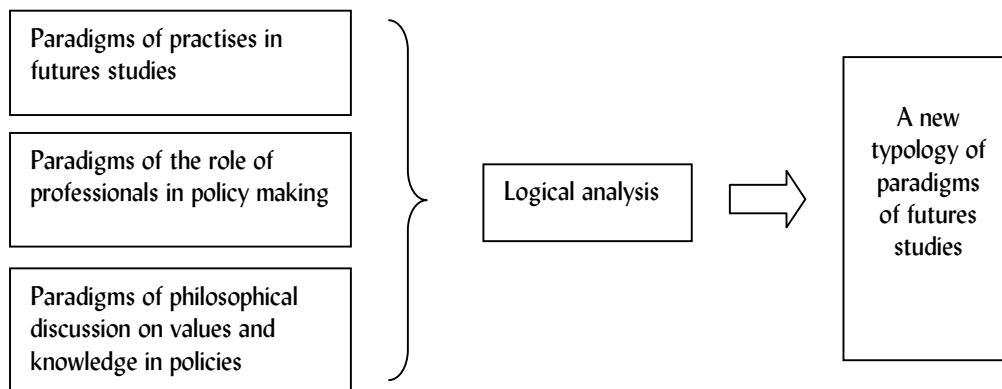 Paradigms of practises in
futures studies
Paradigms of the role of
professionals in policy making
Paradigms of philosophical
discussion on values and
knowledge in policies
Logical analysis
A new
typology of
paradigms
of futures
studies